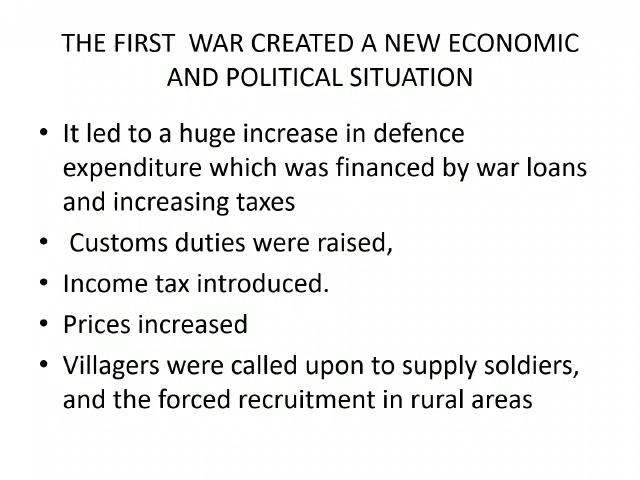 THE FIRST  WAR CREATED A NEW ECONOMIC
AND POLITICAL SITUATION
• It led to a huge increase in defence
expenditure which was financed by war loans
and increasing taxes
•  Customs duties were raised,
• Income tax introduced.
• Prices increased
• Villagers were called upon to supply soldiers,
and the forced recruitment in rural areas